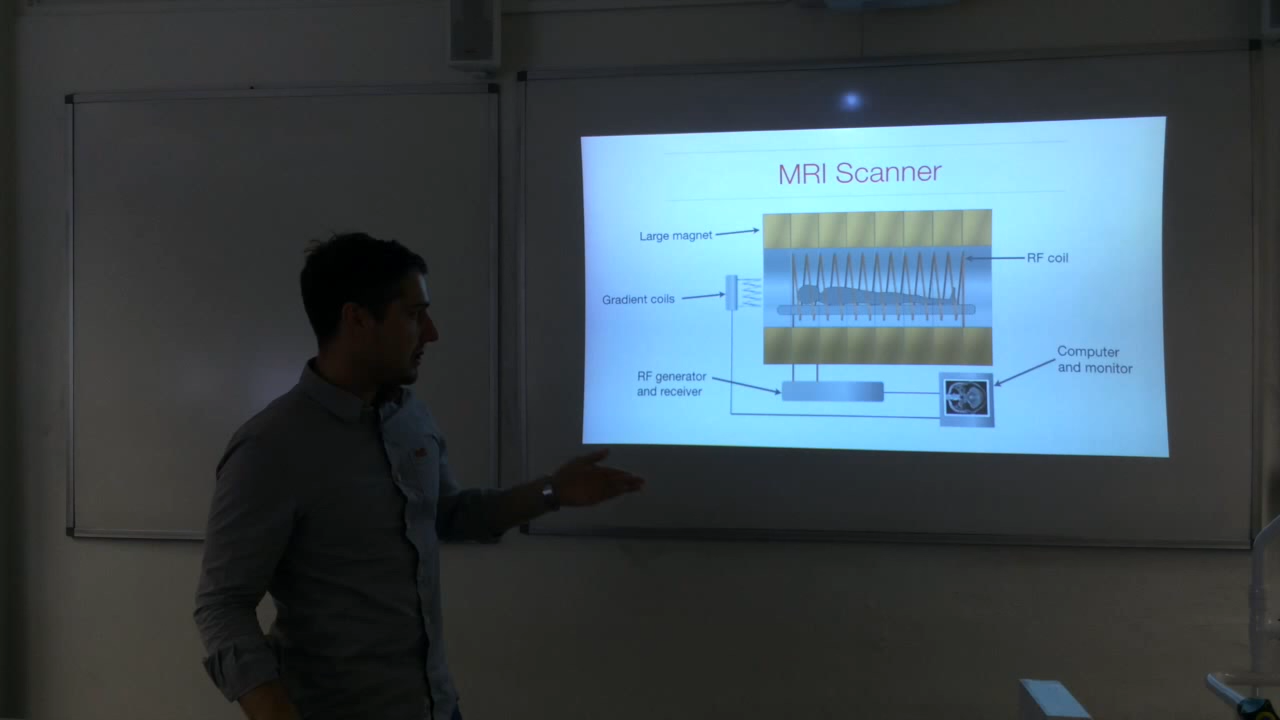 MRI Scanner
Large magnet
RF coil
Gradient coils
Computer
and monitor
RF generator
and receiver